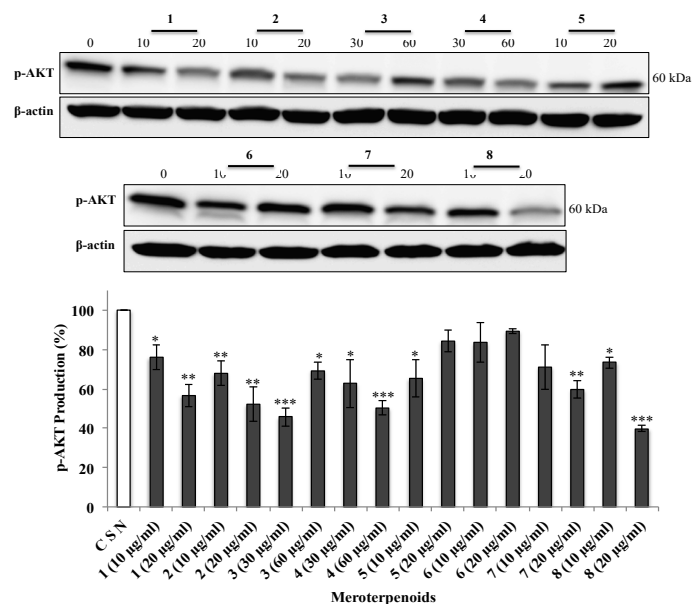 1 2 3 4 5
0 10 20 10 20 30 60 30 60 10 20
p-AKT
60 kDa
β-actin
6 7 8
0 10 20 10 20 10 20
p-AKT
60 kDa
β-actin
p-AKT Production (%)
100
80
60
40
20
0
* ** ** ** *** * * *** * ** * ***
C S N
1 (10 µg/ml)
1 (20 µg/ml)
2 (10 µg/ml)
2 (20 µg/ml)
3 (30 µg/ml)
3 (60 µg/ml)
4 (30 µg/ml)
4 (60 µg/ml)
5 (10 µg/ml)
5 (20 µg/ml)
6 (10 µg/ml)
6 (20 µg/ml)
7 (10 µg/ml)
7 (20 µg/ml)
8 (10 µg/ml)
8 (20 µg/ml)
Meroterpenoids